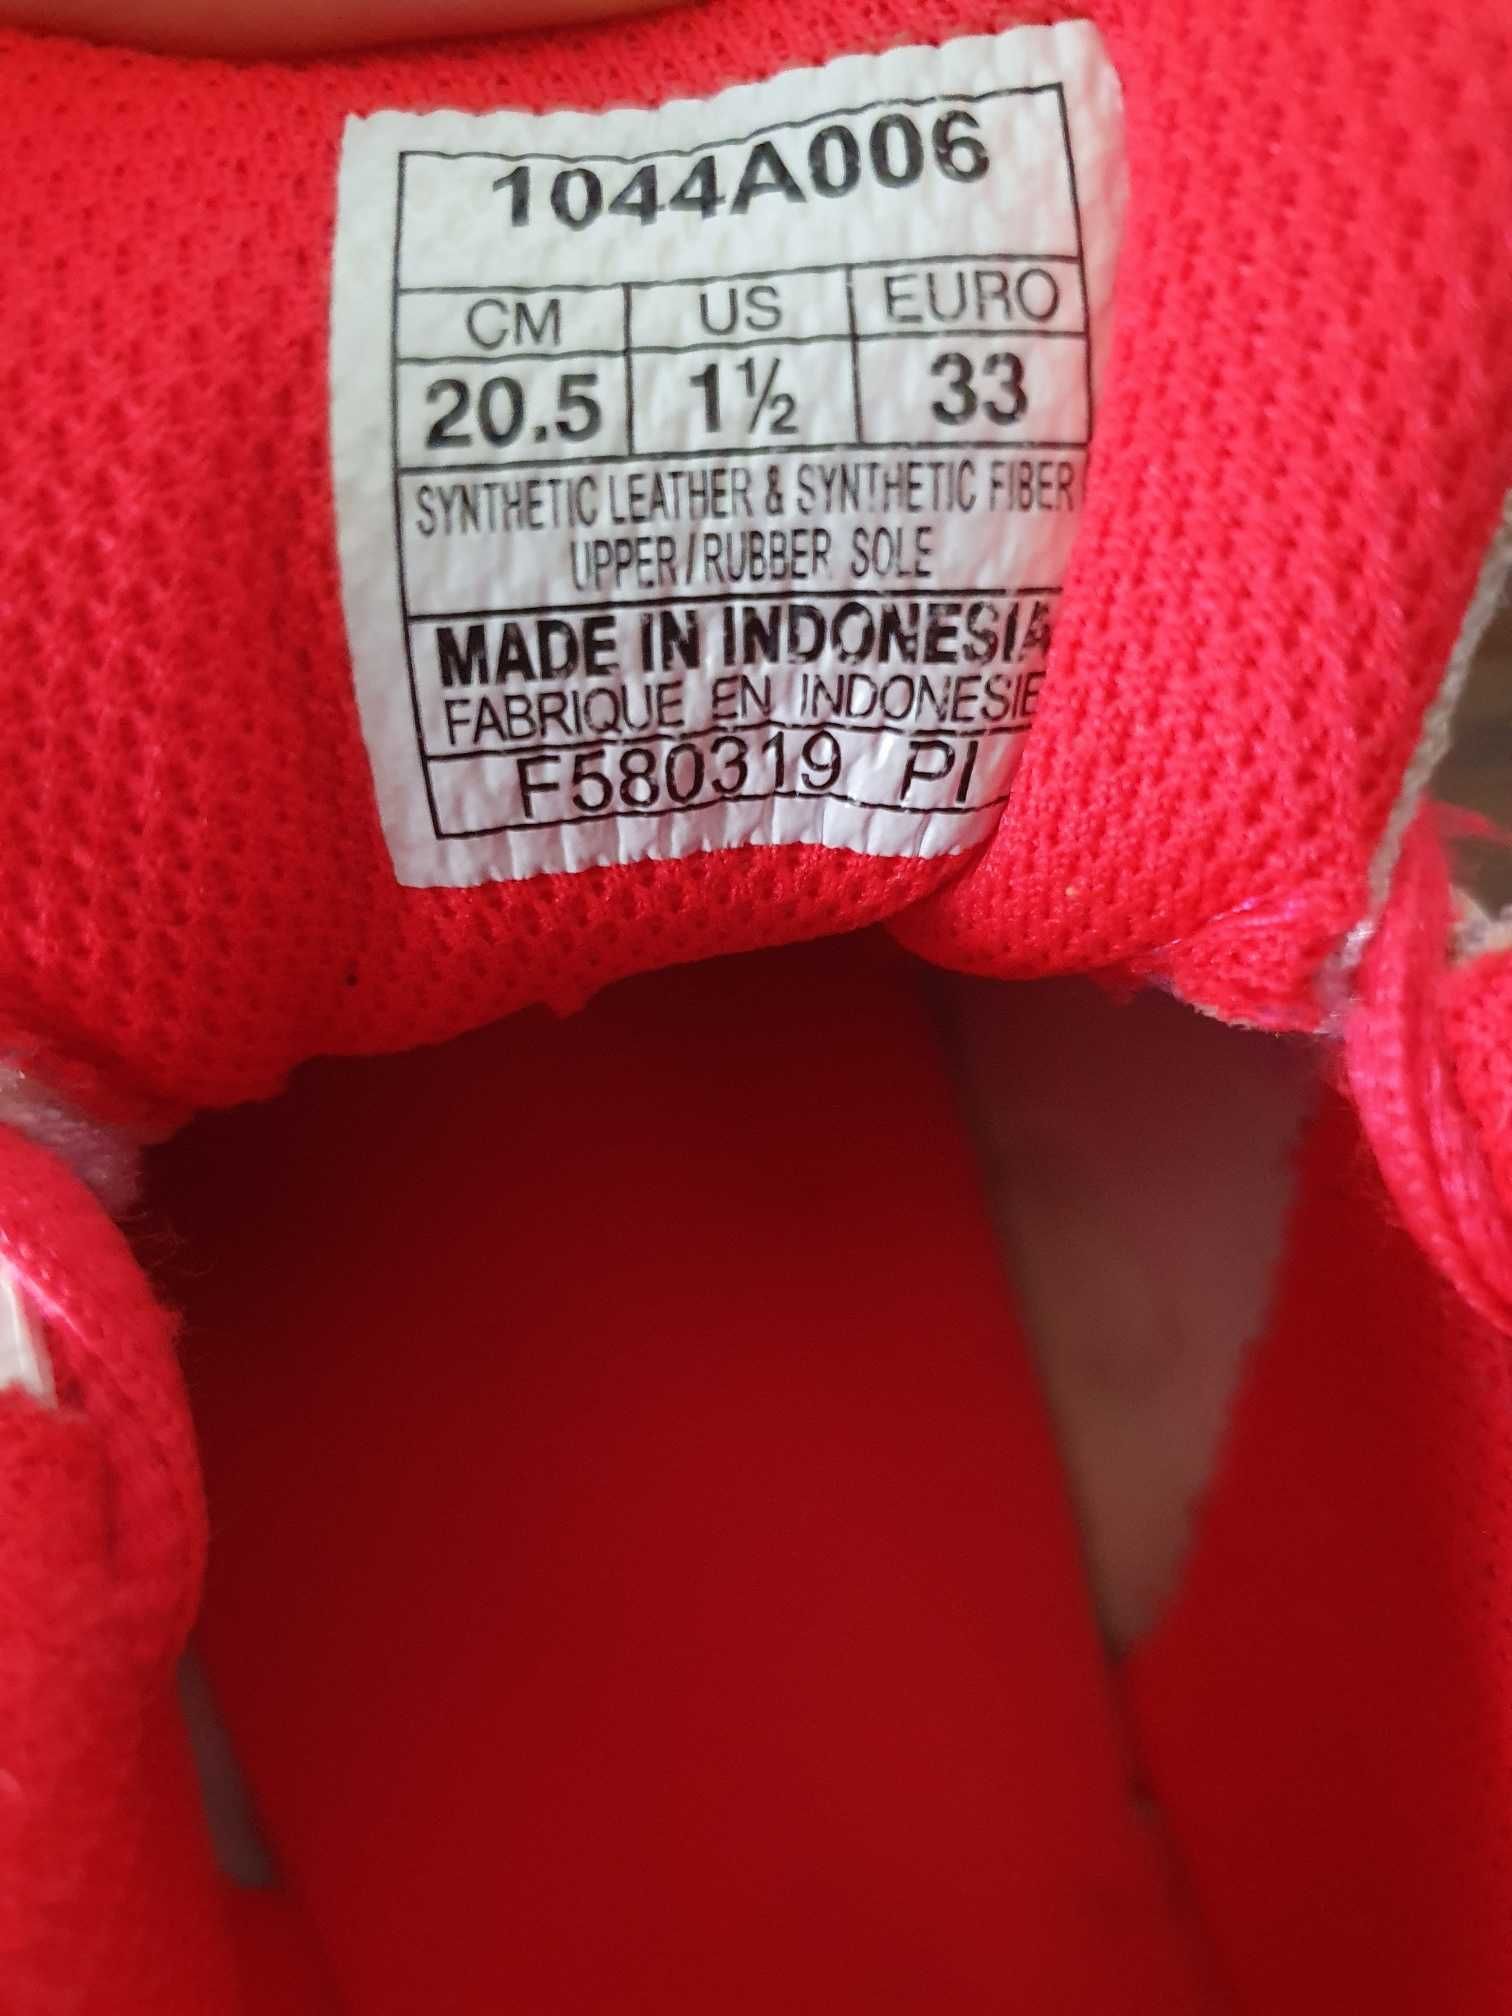 1044A006
CM US EURO
20.5 1½ 33
SYNTHETIC LEATHER & SYNTHETIC FIBER
UPPER/RUBBER SOLE
MADE IN INDONESIA
FABRIQUE EN INDONESIE
F580319 PI